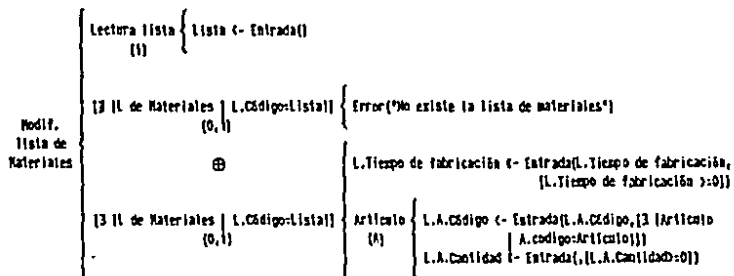 Lectura lista { Lista <- Entrada()
(1)
[∄ |L de Materiales | L.Código=Lista|] { Error("No existe la lista de materiales")
(0,1)
Modif.
lista de
Materiales
⊕
L.Tiempo de fabricación <- Entrada(L.Tiempo de fabricación,
[L.Tiempo de fabricación >=0])
[∃ |L de Materiales | L.Código=Lista|] { Artículo { L.A.Código <- Entrada(L.A.Código,[∃ |Artículo
(0,1)
(A)
| A.codigo=Artículo|])
L.A.Cantidad <- Entrada(,[L.A.Cantidad>=0])